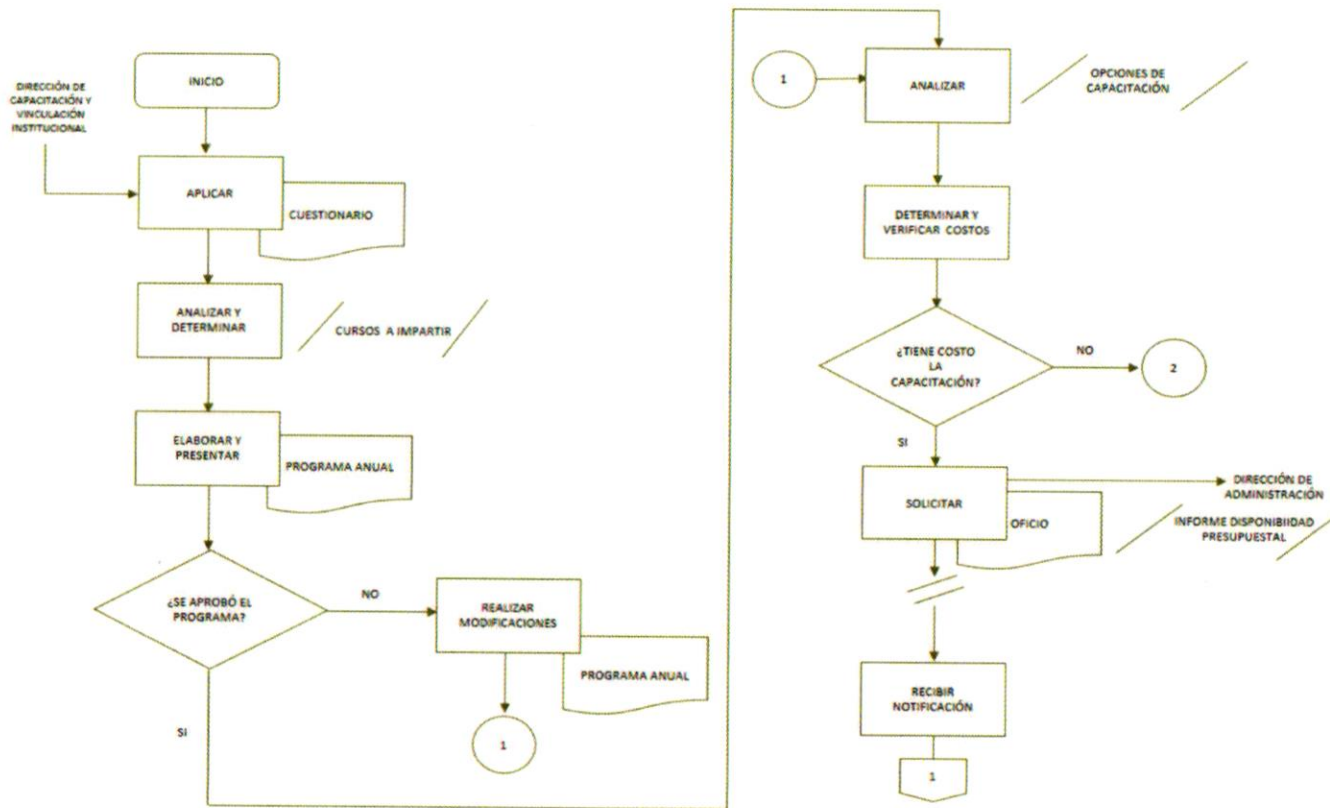 INICIO
DIRECCIÓN DE
CAPACITACIÓN Y
VINCULACIÓN
INSTITUCIONAL
APLICAR
CUESTIONARIO
ANALIZAR Y
DETERMINAR
CURSOS A IMPARTIR
ELABORAR Y
PRESENTAR
PROGRAMA ANUAL
¿SE APROBÓ EL
PROGRAMA?
NO
REALIZAR
MODIFICACIONES
PROGRAMA ANUAL
1
SI
1
ANALIZAR
OPCIONES DE
CAPACITACIÓN
DETERMINAR Y
VERIFICAR COSTOS
¿TIENE COSTO
LA
CAPACITACIÓN?
NO
2
SI
SOLICITAR
DIRECCIÓN DE
ADMINISTRACIÓN
OFICIO
INFORME DISPONIBIIDAD
PRESUPUESTAL
RECIBIR
NOTIFICACIÓN
1